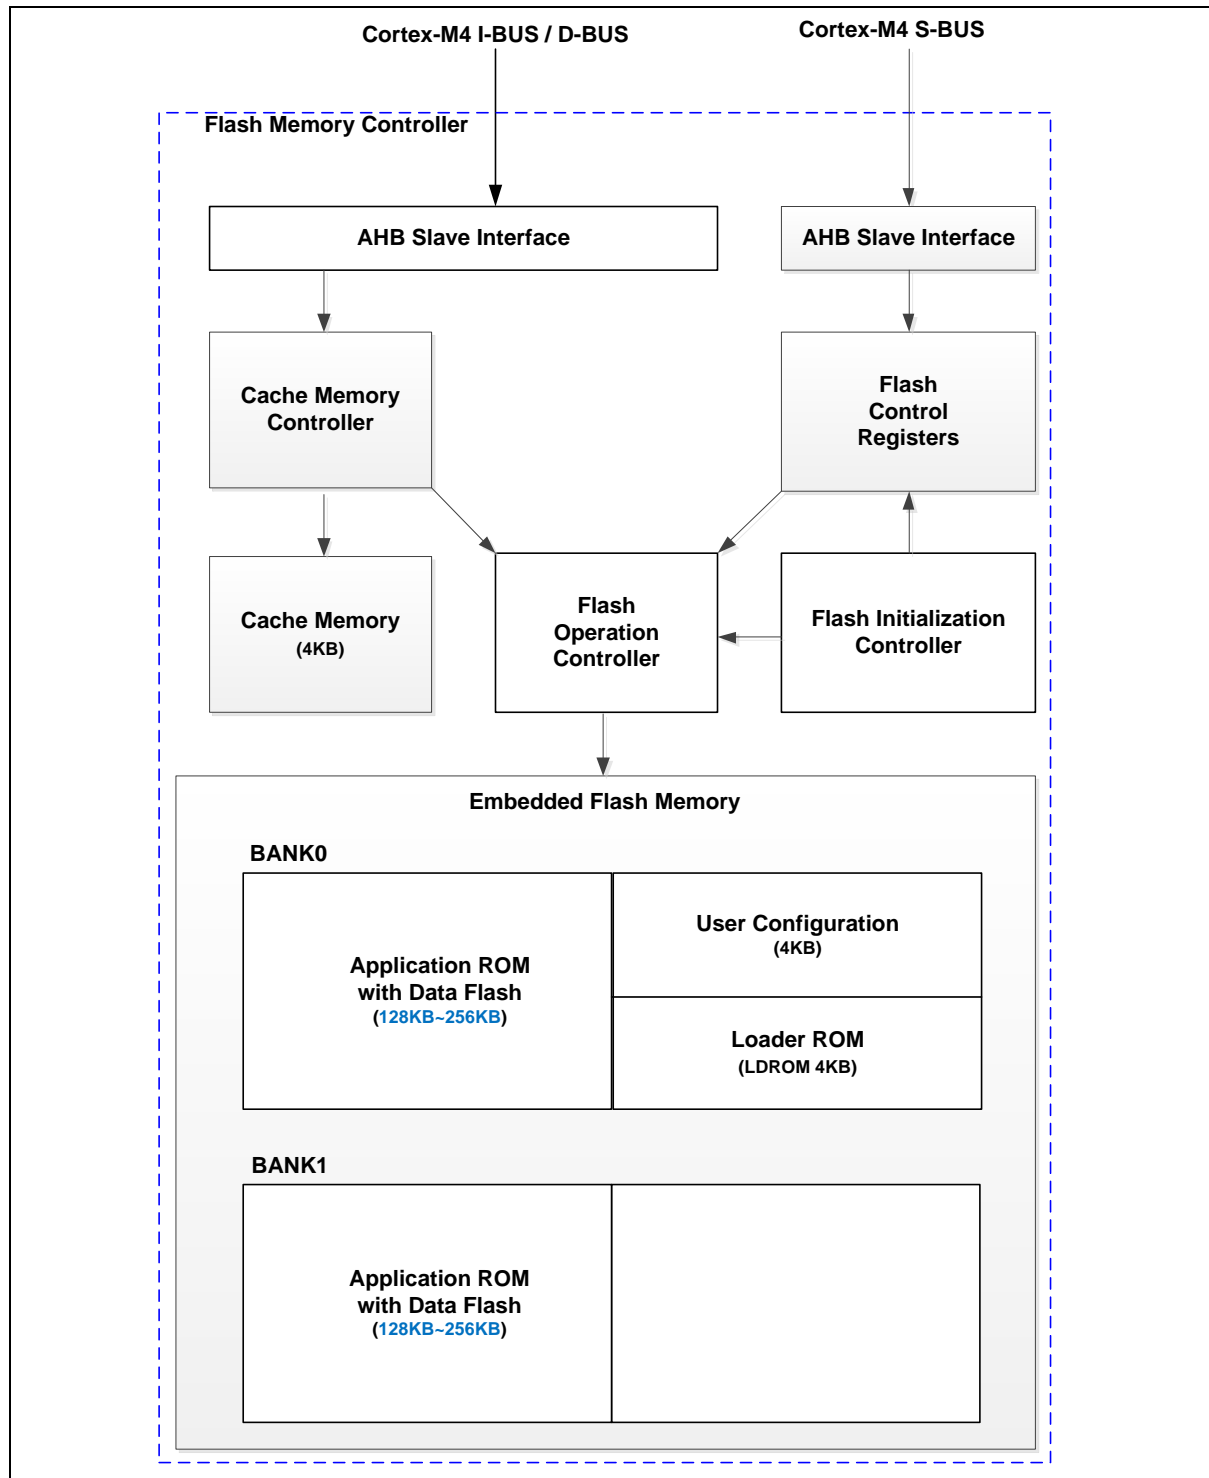 Cortex-M4 I-BUS / D-BUS
Cortex-M4 S-BUS
Flash Memory Controller
AHB Slave Interface
AHB Slave Interface
Cache Memory
Controller
Flash
Control
Registers
Cache Memory
(4KB)
Flash
Operation
Controller
Flash Initialization
Controller
Embedded Flash Memory
BANK0
Application ROM
with Data Flash
(128KB~256KB)
User Configuration
(4KB)
Loader ROM
(LDROM 4KB)
BANK1
Application ROM
with Data Flash
(128KB~256KB)